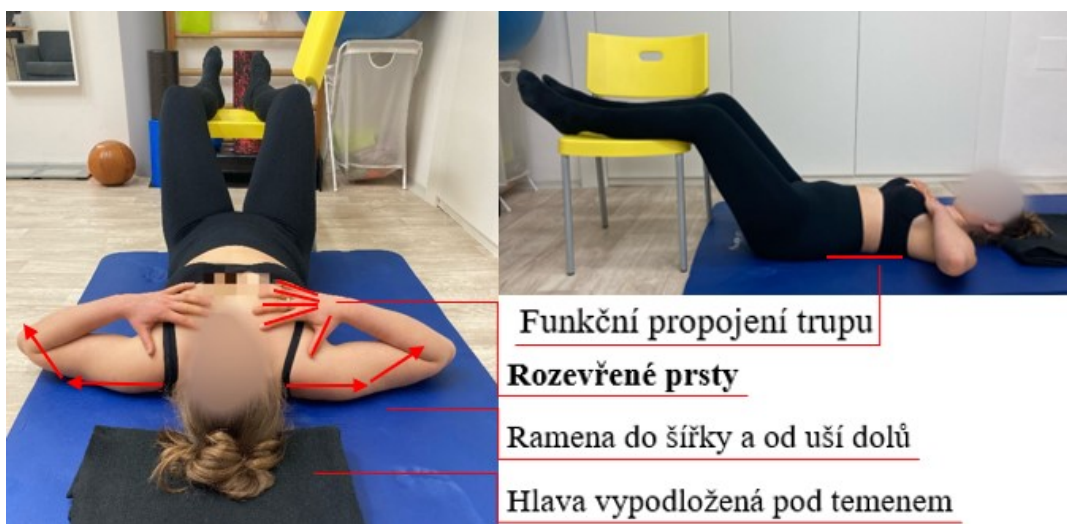 Funkční propojení trupu
Rozevřené prsty
Ramena do šířky a od uší dolů
Hlava vypodložená pod temenem